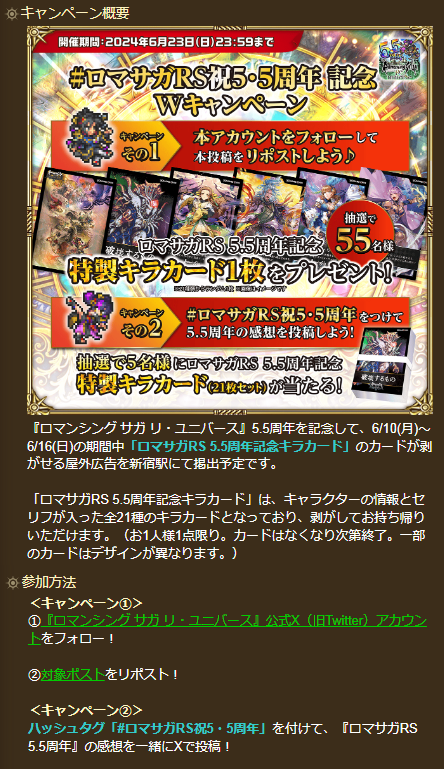 キャンペーン概要
開催期間:2024年6月23日(日)23:59まで
#ロマサガRS祝5・5周年 記念
Wキャンペーン
キャンペーン
その1
本アカウントをフォローして
本投稿をリポストしよう♪
抽選で
55名様
ロマサガRS 5.5周年記念
特製キラカード1枚をプレゼント!
キャンペーン
その2
#ロマサガRS祝5・5周年をつけて
5.5周年の感想を投稿しよう!
抽選で5名様にロマサガRS 5.5周年記念
特製キラカード(21枚セット)が当たる!
破壊するもの
『ロマンシング サガ リ・ユニバース』5.5周年を記念して、6/10(月)～
6/16(日)の期間中「ロマサガRS 5.5周年記念キラカード」のカードが剥
がせる屋外広告を新宿駅にて掲出予定です。
「ロマサガRS 5.5周年記念キラカード」は、キャラクターの情報とセ
リフが入った全21種のキラカードとなっており、剥がしてお持ち帰り
いただけます。（お1人様1点限り。カードはなくなり次第終了。一部
のカードはデザインが異なります。）
参加方法
＜キャンペーン①＞
①『ロマンシング サガ リ・ユニバース』公式X（旧Twitter）アカウン
トをフォロー！
②対象ポストをリポスト！
＜キャンペーン②＞
ハッシュタグ「#ロマサガRS祝5・5周年」を付けて、『ロマサガRS
5.5周年』の感想を一緒にXで投稿！